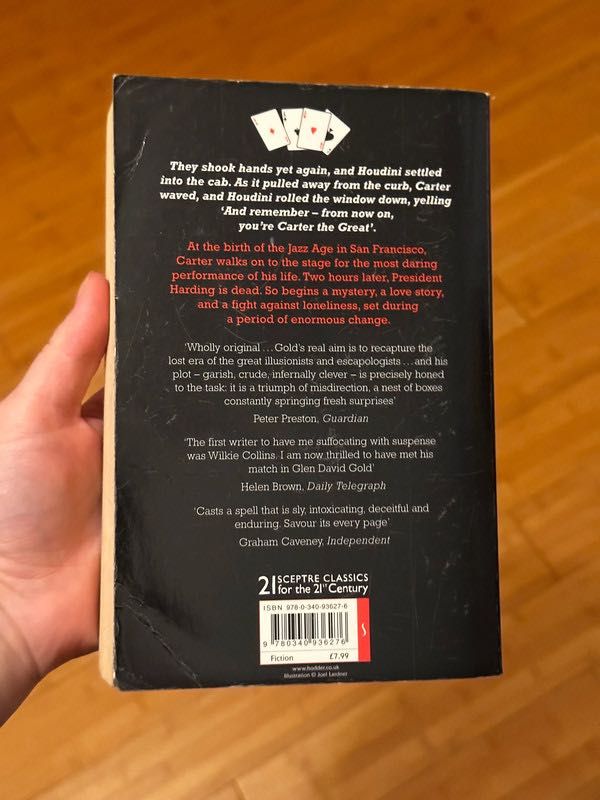 They shook hands yet again, and Houdini settled
into the cab. As it pulled away from the curb, Carter
waved, and Houdini rolled the window down, yelling
‘And remember – from now on,
you’re Carter the Great’.
At the birth of the Jazz Age in San Francisco,
Carter walks on to the stage for the most daring
performance of his life. Two hours later, President
Harding is dead. So begins a mystery, a love story,
and a fight against loneliness, set during
a period of enormous change.
‘Wholly original ... Gold’s real aim is to recapture the
lost era of the great illusionists and escapologists ... and his
plot – garish, crude, infernally clever – is precisely honed
to the task: it is a triumph of misdirection, a nest of boxes
constantly springing fresh surprises’
Peter Preston, Guardian
‘The first writer to have me suffocating with suspense
was Wilkie Collins. I am now thrilled to have met his
match in Glen David Gold’
Helen Brown, Daily Telegraph
‘Casts a spell that is sly, intoxicating, deceitful and
enduring. Savour its every page’
Graham Caveney, Independent
21 SCEPTRE CLASSICS
for the 21st Century
ISBN 978-0-340-93627-6
9 780340 936276
Fiction £7.99
www.hodder.co.uk
Illustration © Joel Lardner